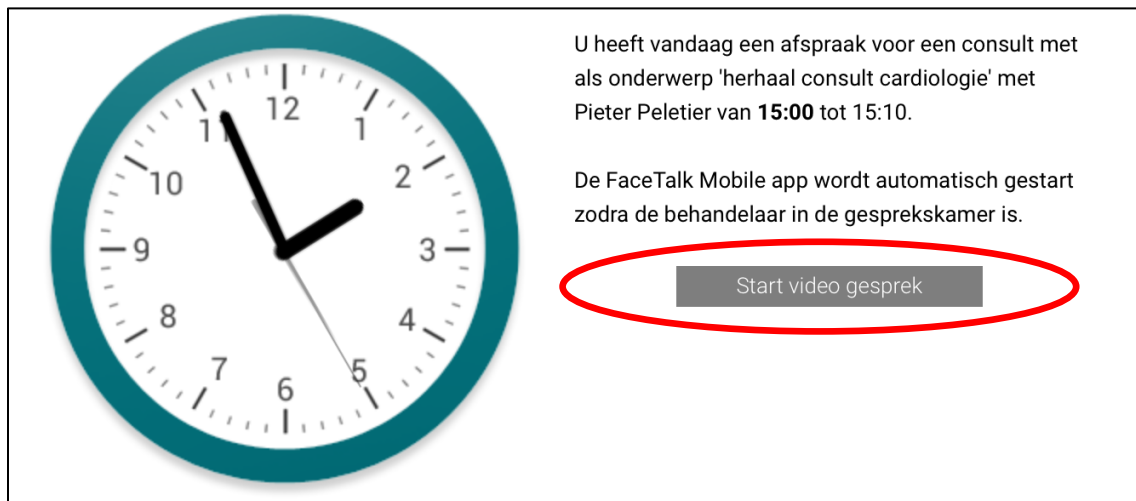 12
11
1
10
2
9
3
8
4
7
5
6
U heeft vandaag een afspraak voor een consult met
als onderwerp 'herhaal consult cardiologie' met
Pieter Peletier van 15:00 tot 15:10.
De FaceTalk Mobile app wordt automatisch gestart
zodra de behandelaar in de gesprekskamer is.
Start video gesprek